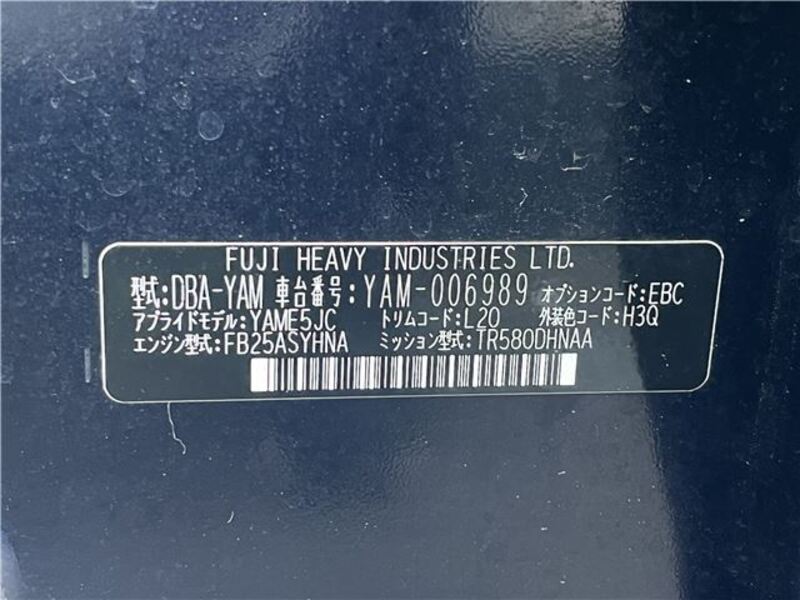 FUJI HEAVY INDUSTRIES LTD.
型式:DBA-YAM 車台番号:YAM-006989 オプションコード:EBC
アプライドモデル:YAME5JC トリムコード:L20 外装色コード:H3Q
エンジン型式:FB25ASYHNA ミッション型式:TR580DHNAA